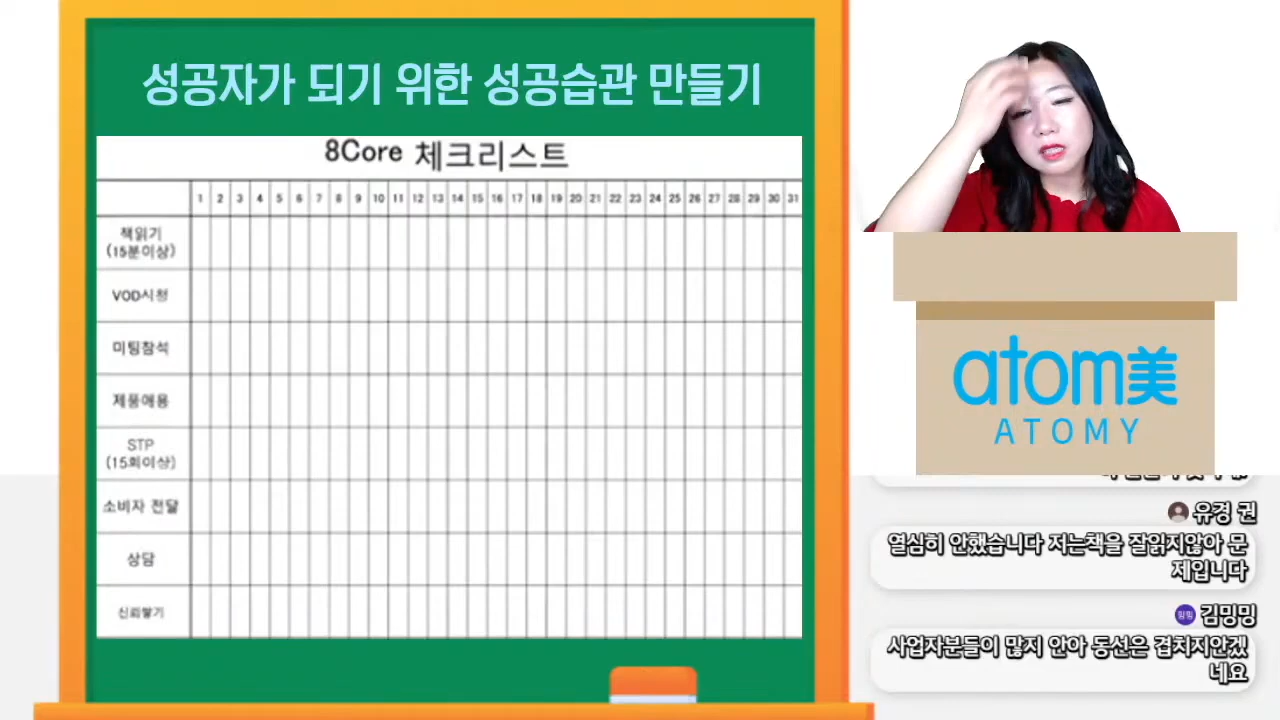 성공자가 되기 위한 성공습관 만들기
8Core 체크리스트
1 2 3 4 5 6 7 8 9 10 11 12 13 14 15 16 17 18 19 20 21 22 23 24 25 26 27 28 29 30 31
책읽기
(15분이상)
VOD시청
미팅참석
제품애용
STP
(15회이상)
소비자 전달
상담
신뢰쌓기
atom美
ATOMY
유경 권
열심히 안했습니다 저는책을 잘읽지않아 문
제입니다
밍밍
김밍밍
사업자분들이 많지 안아 동선은 겹치지안겠
네요